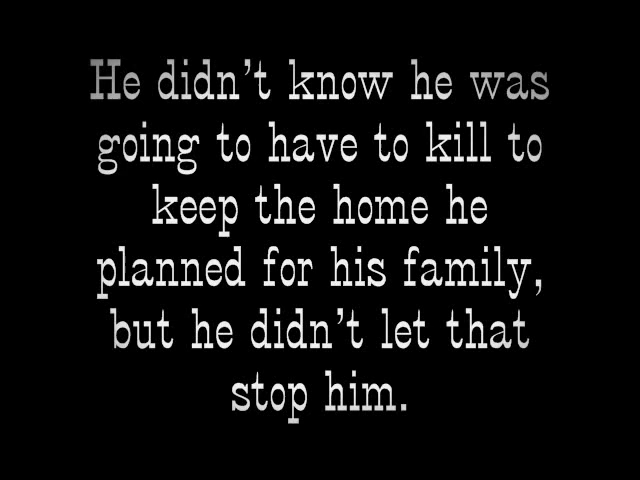 He didn't know he was
going to have to kill to
keep the home he
planned for his family,
but he didn't let that
stop him.